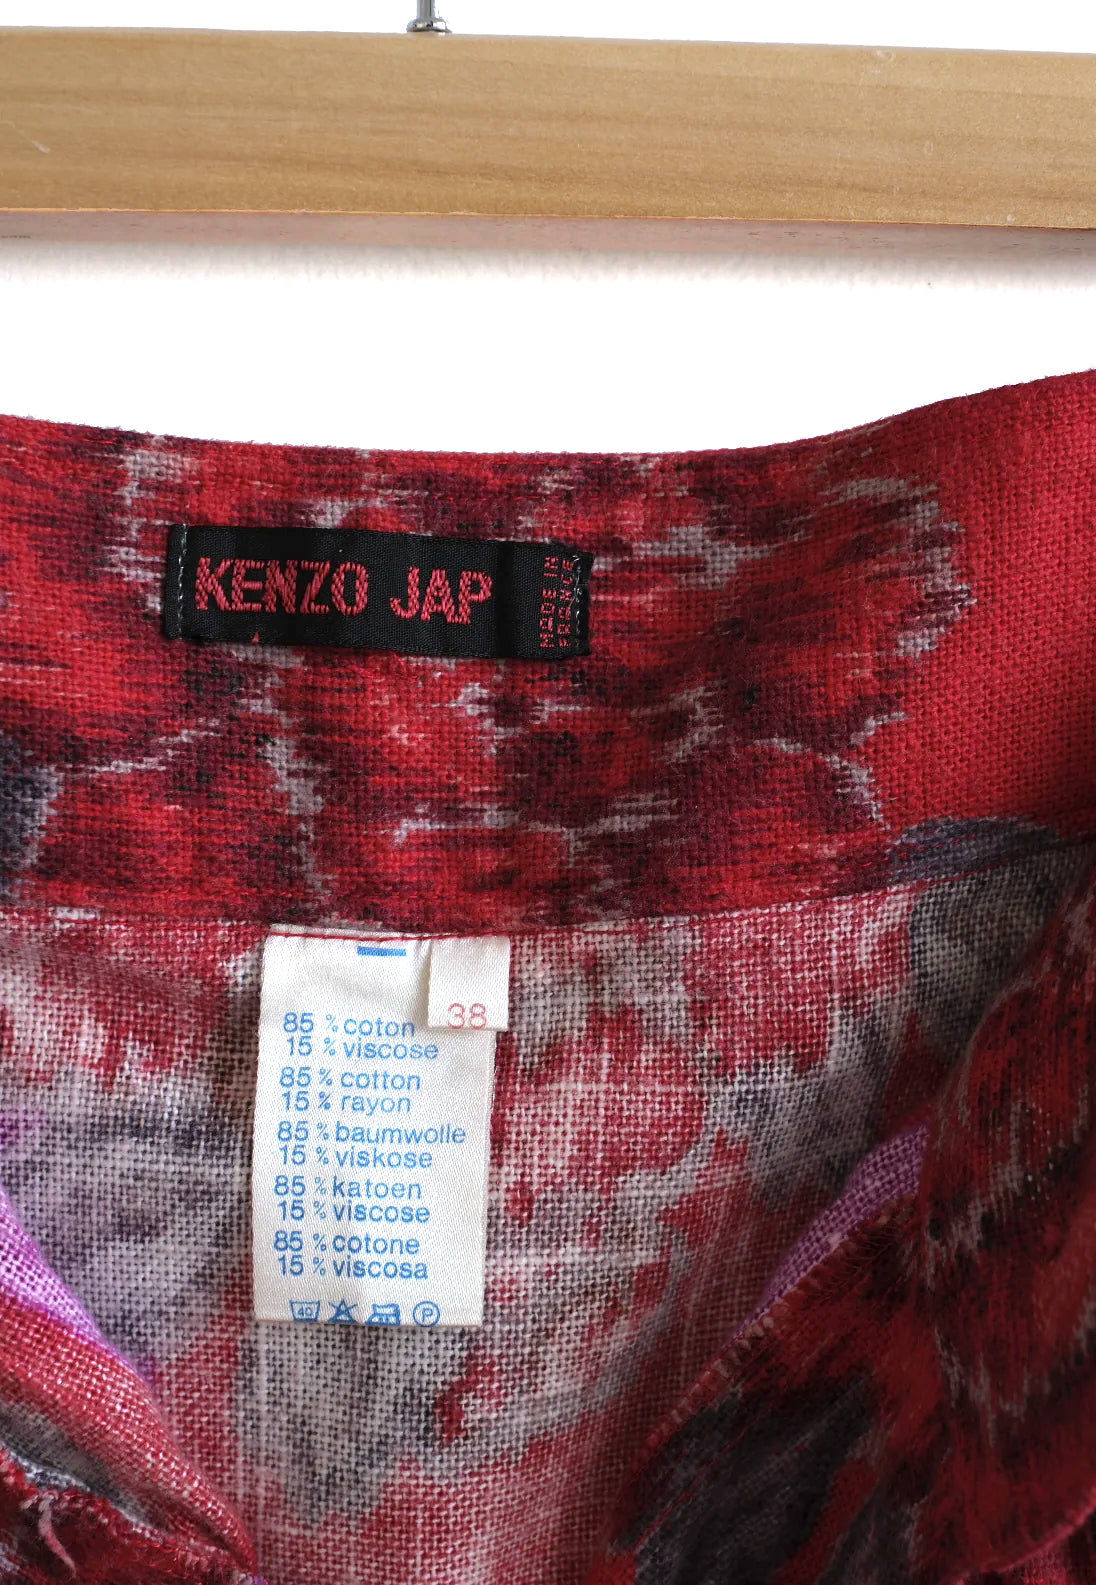 KENZO JAP
MADE IN
FRANCE
38
85 % coton
15 % viscose
85 % cotton
15 % rayon
85 % baumwolle
15 % viskose
85 % katoen
15 % viscose
85 % cotone
15 % viscosa
40
P